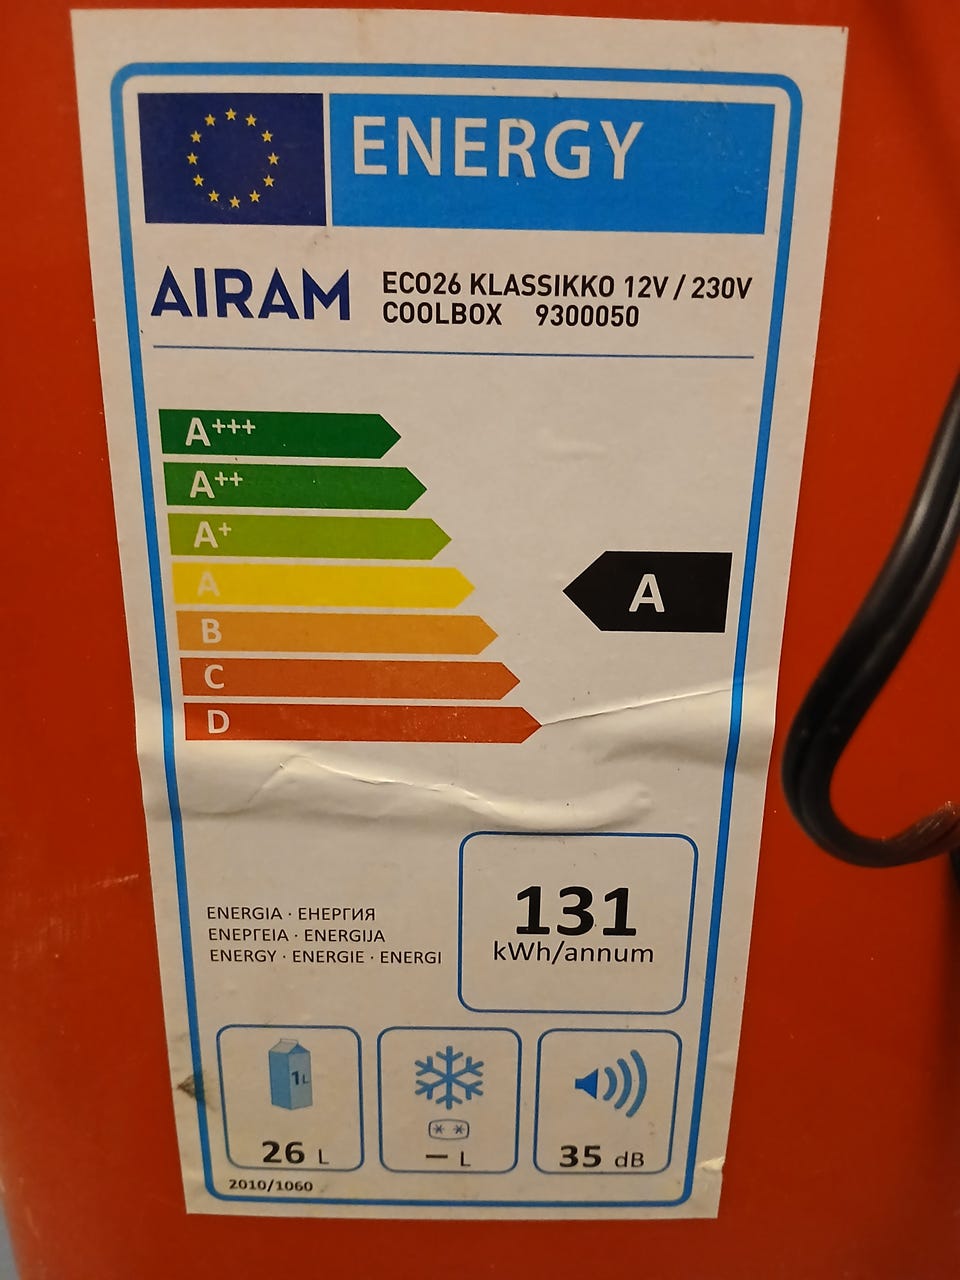 ENERGY
AIRAM
ECO26 KLASSIKKO 12V / 230V
COOLBOX 9300050
A+++
A++
A+
A
A
B
C
D
131
kWh/annum
ENERGIA · ЕНЕРГИЯ
ΕΝΕΡΓΕΙΑ · ENERGIJA
ENERGY · ENERGIE · ENERGI
1L
26 L
– L
35 dB
2010/1060